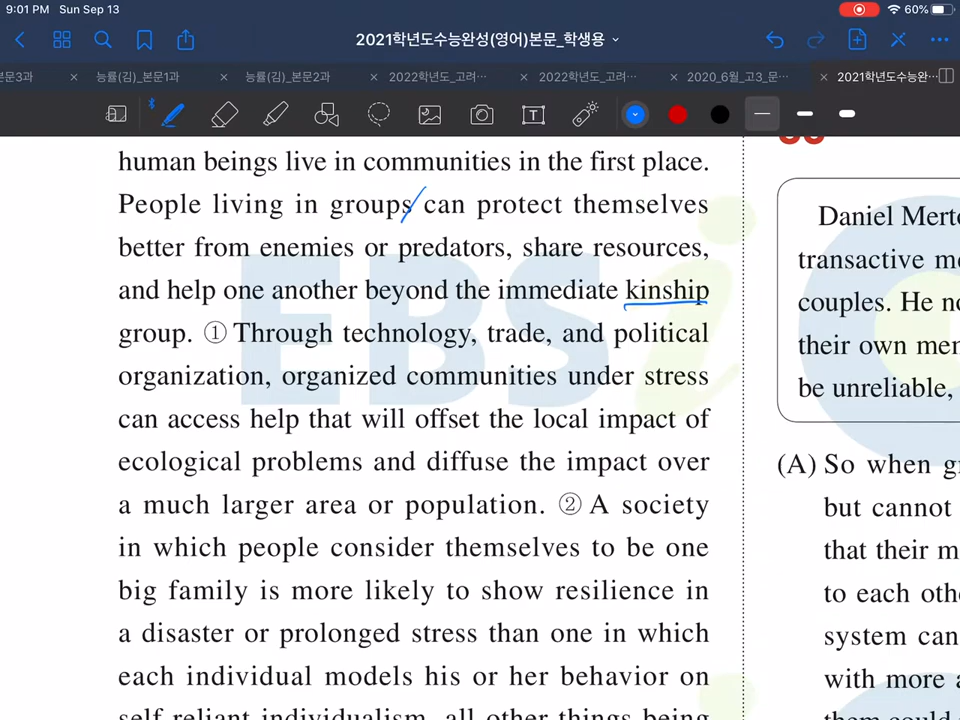 9:01 PM Sun Sep 13
60%
2021학년도수능완성(영어)본문_학생용
본문3과
능률(김)_본문1과
능률(김)_본문2과
2022학년도_고려…
2022학년도_고려…
2020_6월_고3_문…
2021학년도수능완…
human beings live in communities in the first place.
People living in groups can protect themselves
better from enemies or predators, share resources,
and help one another beyond the immediate kinship
group. ① Through technology, trade, and political
organization, organized communities under stress
can access help that will offset the local impact of
ecological problems and diffuse the impact over
a much larger area or population. ② A society
in which people consider themselves to be one
big family is more likely to show resilience in
a disaster or prolonged stress than one in which
each individual models his or her behavior on
self-reliant individualism, all other things being
EBSi
Daniel Mert
transactive m
couples. He n
their own me
be unreliable,
(A) So when g
but cannot
that their m
to each oth
system can
with more a
them could